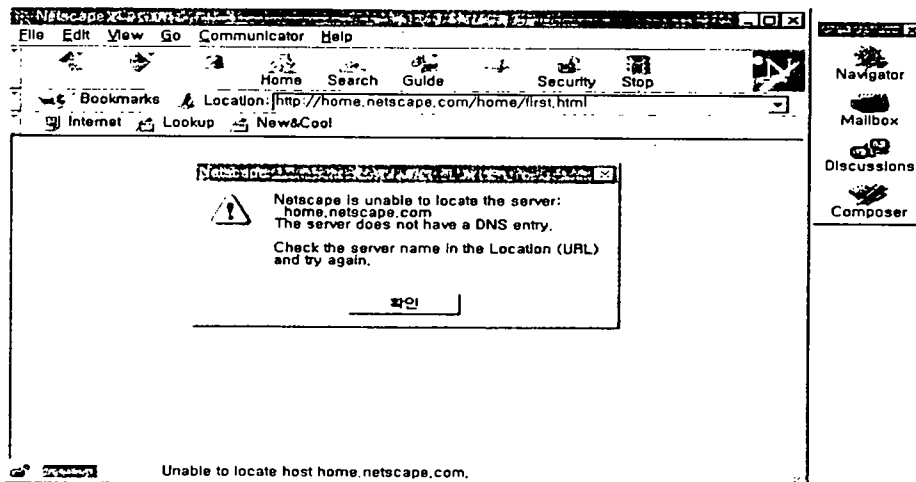 Netscape
File Edit View Go Communicator Help
Home Search Guide Security Stop
Bookmarks Location: http://home.netscape.com/home/first.html
Internet Lookup New&Cool
Netscape
Netscape is unable to locate the server:
home.netscape.com
The server does not have a DNS entry.
Check the server name in the Location (URL)
and try again.
확인
Unable to locate host home.netscape.com.
Navigator
Mailbox
Discussions
Composer